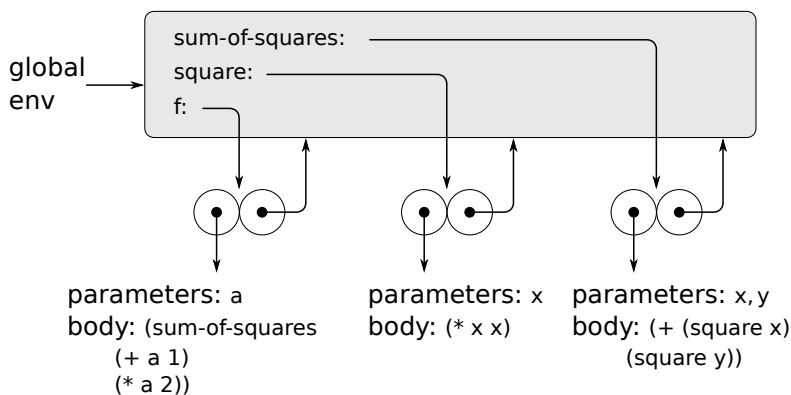 sum-of-squares:
global
env
square:
f:
parameters: a
body: (sum-of-squares
(+ a 1)
(* a 2))
parameters: x
body: (* x x)
parameters: x, y
body: (+ (square x)
(square y))